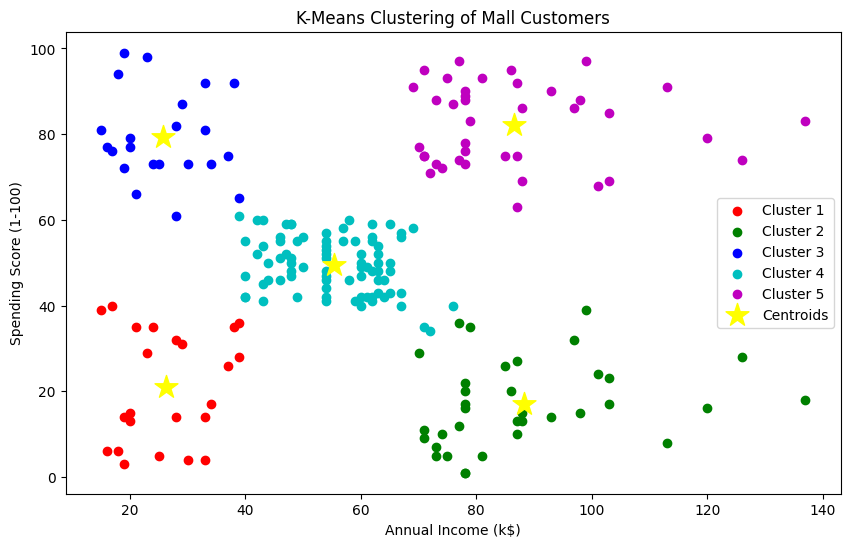 K-Means Clustering of Mall Customers
100
80
60
40
20
0
Spending Score (1-100)
Cluster 1
Cluster 2
Cluster 3
Cluster 4
Cluster 5
Centroids
20 40 60 80 100 120 140
Annual Income (k$)